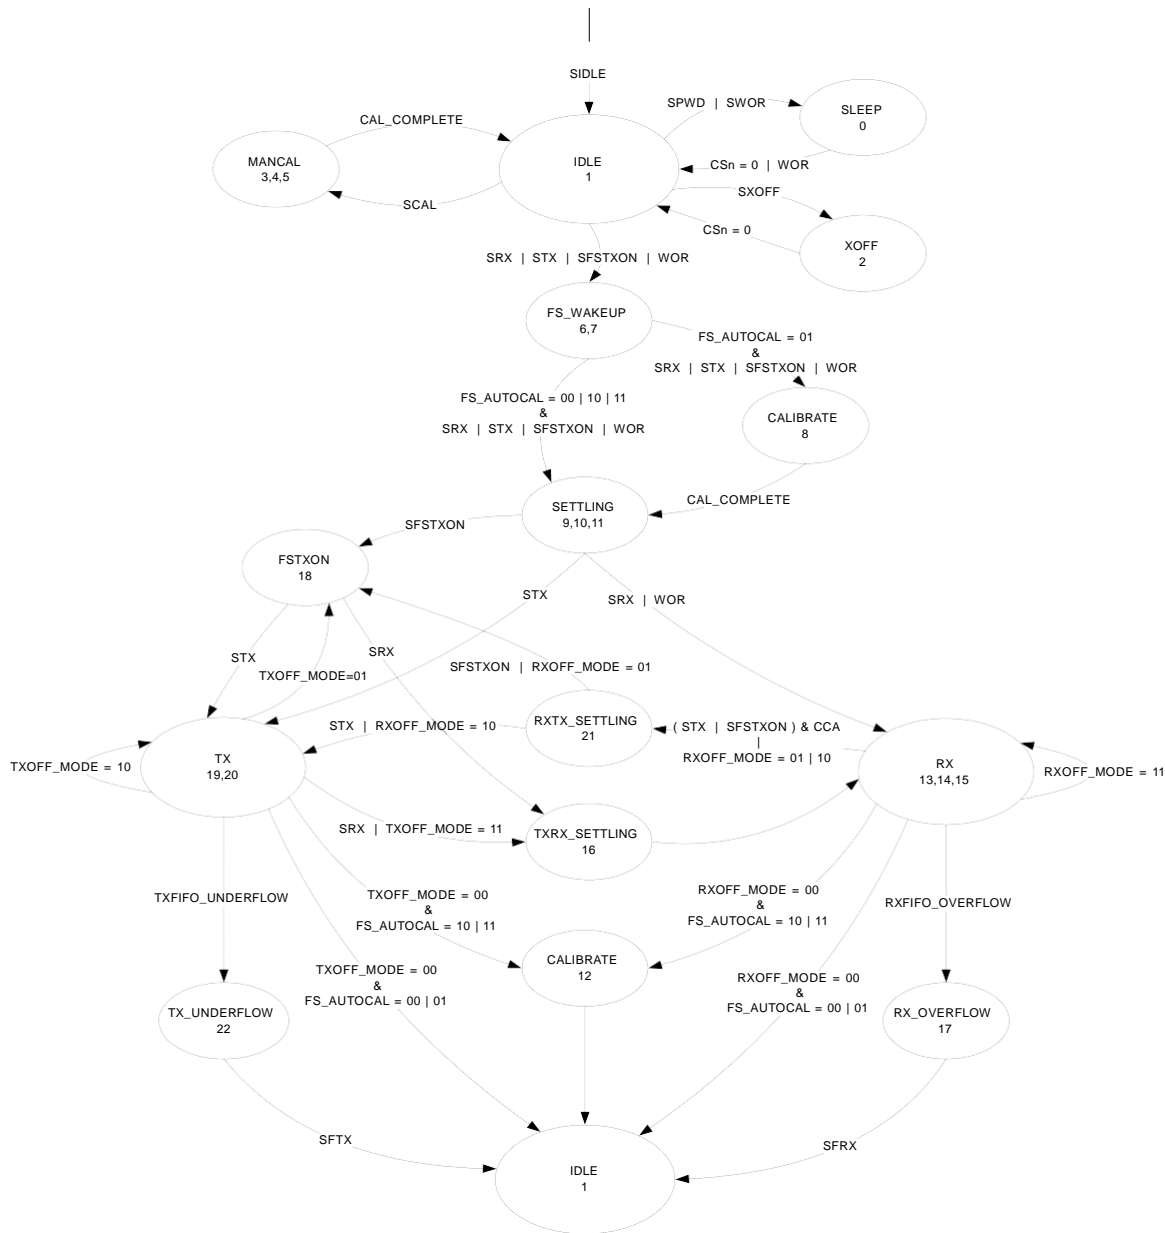 SIDLE
SPWD | SWOR
SLEEP
0
CAL_COMPLETE
MANCAL
3,4,5
IDLE
1
CSn = 0 | WOR
SXOFF
SCAL
CSn = 0
XOFF
2
SRX | STX | SFSTXON | WOR
FS_WAKEUP
6,7
FS_AUTOCAL = 01
&
SRX | STX | SFSTXON | WOR
FS_AUTOCAL = 00 | 10 | 11
&
SRX | STX | SFSTXON | WOR
CALIBRATE
8
CAL_COMPLETE
SETTLING
9,10,11
SFSTXON
FSTXON
18
STX
SRX | WOR
STX
SRX
TXOFF_MODE=01
SFSTXON | RXOFF_MODE = 01
STX | RXOFF_MODE = 10
RXTX_SETTLING
21
( STX | SFSTXON ) & CCA
|
RXOFF_MODE = 01 | 10
TXOFF_MODE = 10
TX
19,20
RX
13,14,15
RXOFF_MODE = 11
SRX | TXOFF_MODE = 11
TXRX_SETTLING
16
TXFIFO_UNDERFLOW
TXOFF_MODE = 00
&
FS_AUTOCAL = 10 | 11
RXOFF_MODE = 00
&
FS_AUTOCAL = 10 | 11
RXFIFO_OVERFLOW
CALIBRATE
12
TXOFF_MODE = 00
&
FS_AUTOCAL = 00 | 01
RXOFF_MODE = 00
&
FS_AUTOCAL = 00 | 01
TX_UNDERFLOW
22
RX_OVERFLOW
17
SFTX
SFRX
IDLE
1